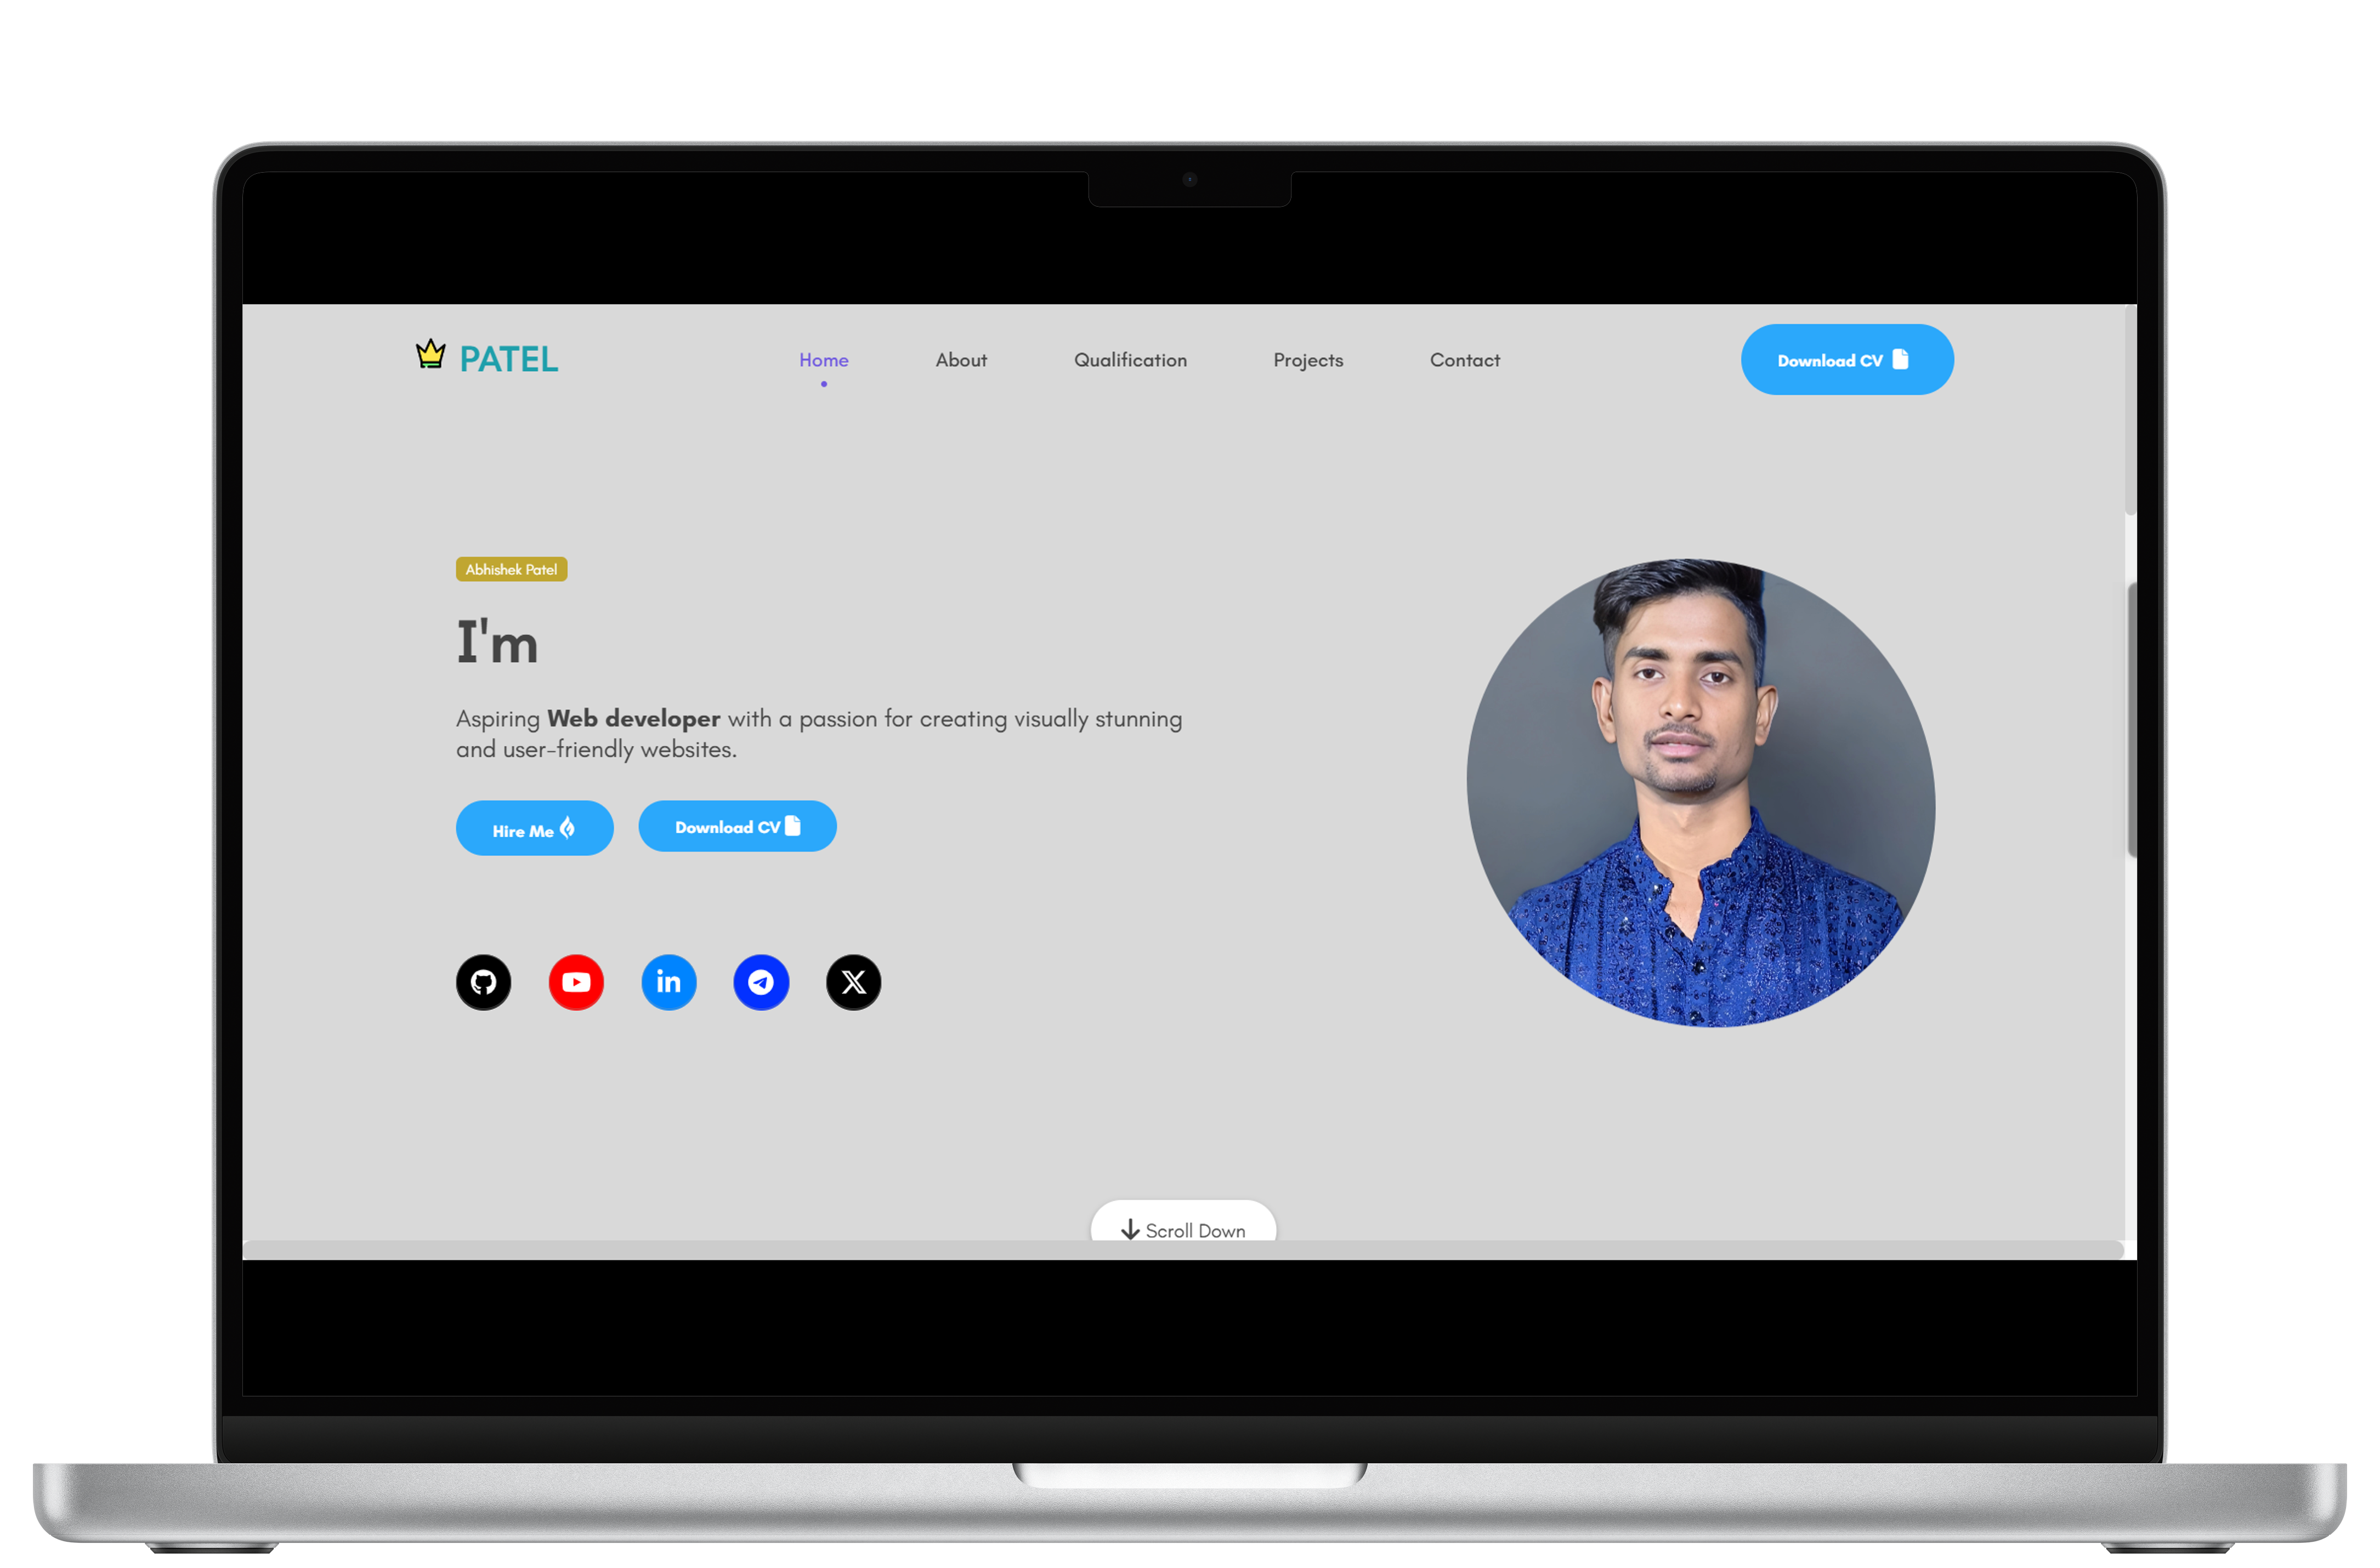 PATEL
Home
About
Qualification
Projects
Contact
Download CV
Abhishek Patel
I'm
Aspiring Web developer with a passion for creating visually stunning
and user-friendly websites.
Hire Me
Download CV
in
Scroll Down